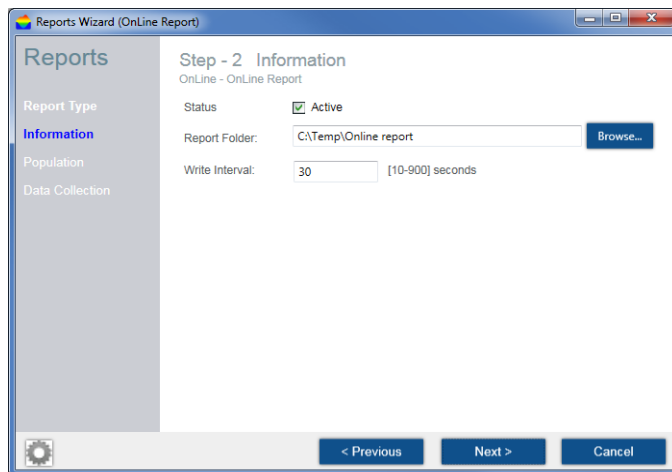 Reports Wizard (OnLine Report)
Reports
Report Type
Information
Population
Data Collection
Step - 2 Information
OnLine - OnLine Report
Status Active
Report Folder: C:\Temp\Online report Browse...
Write Interval: 30 [10-900] seconds
< Previous Next > Cancel